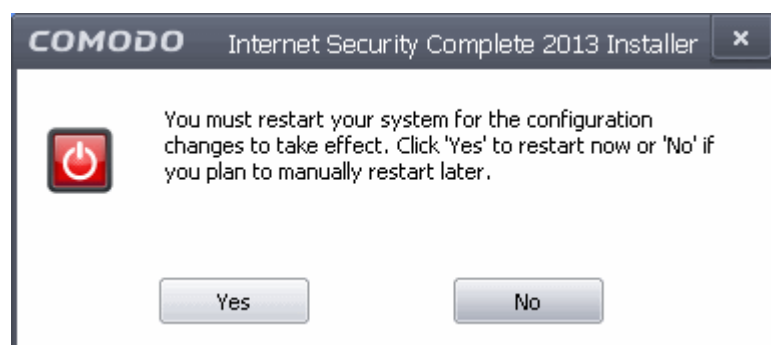 COMODO Internet Security Complete 2013 Installer
You must restart your system for the configuration
changes to take effect. Click 'Yes' to restart now or 'No' if
you plan to manually restart later.
Yes No